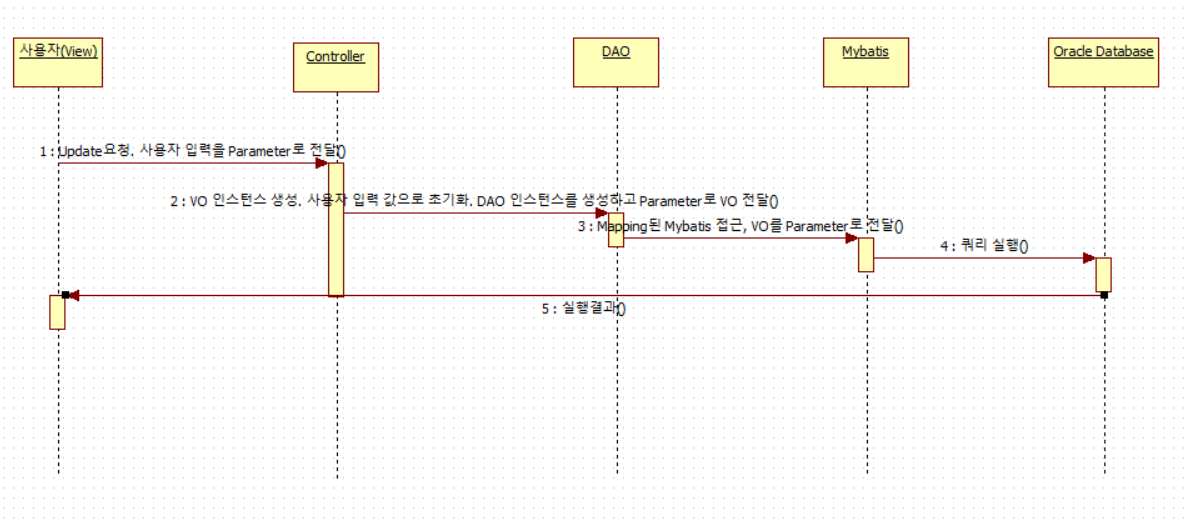 사용자(View)
Controller
DAO
Mybatis
Oracle Database
1 : Update요청. 사용자 입력을 Parameter로 전달()
2 : VO 인스턴스 생성. 사용자 입력 값으로 초기화. DAO 인스턴스를 생성하고 Parameter로 VO 전달()
3 : Mapping된 Mybatis 접근, VO를 Parameter로 전달()
4 : 쿼리 실행()
5 : 실행결과()